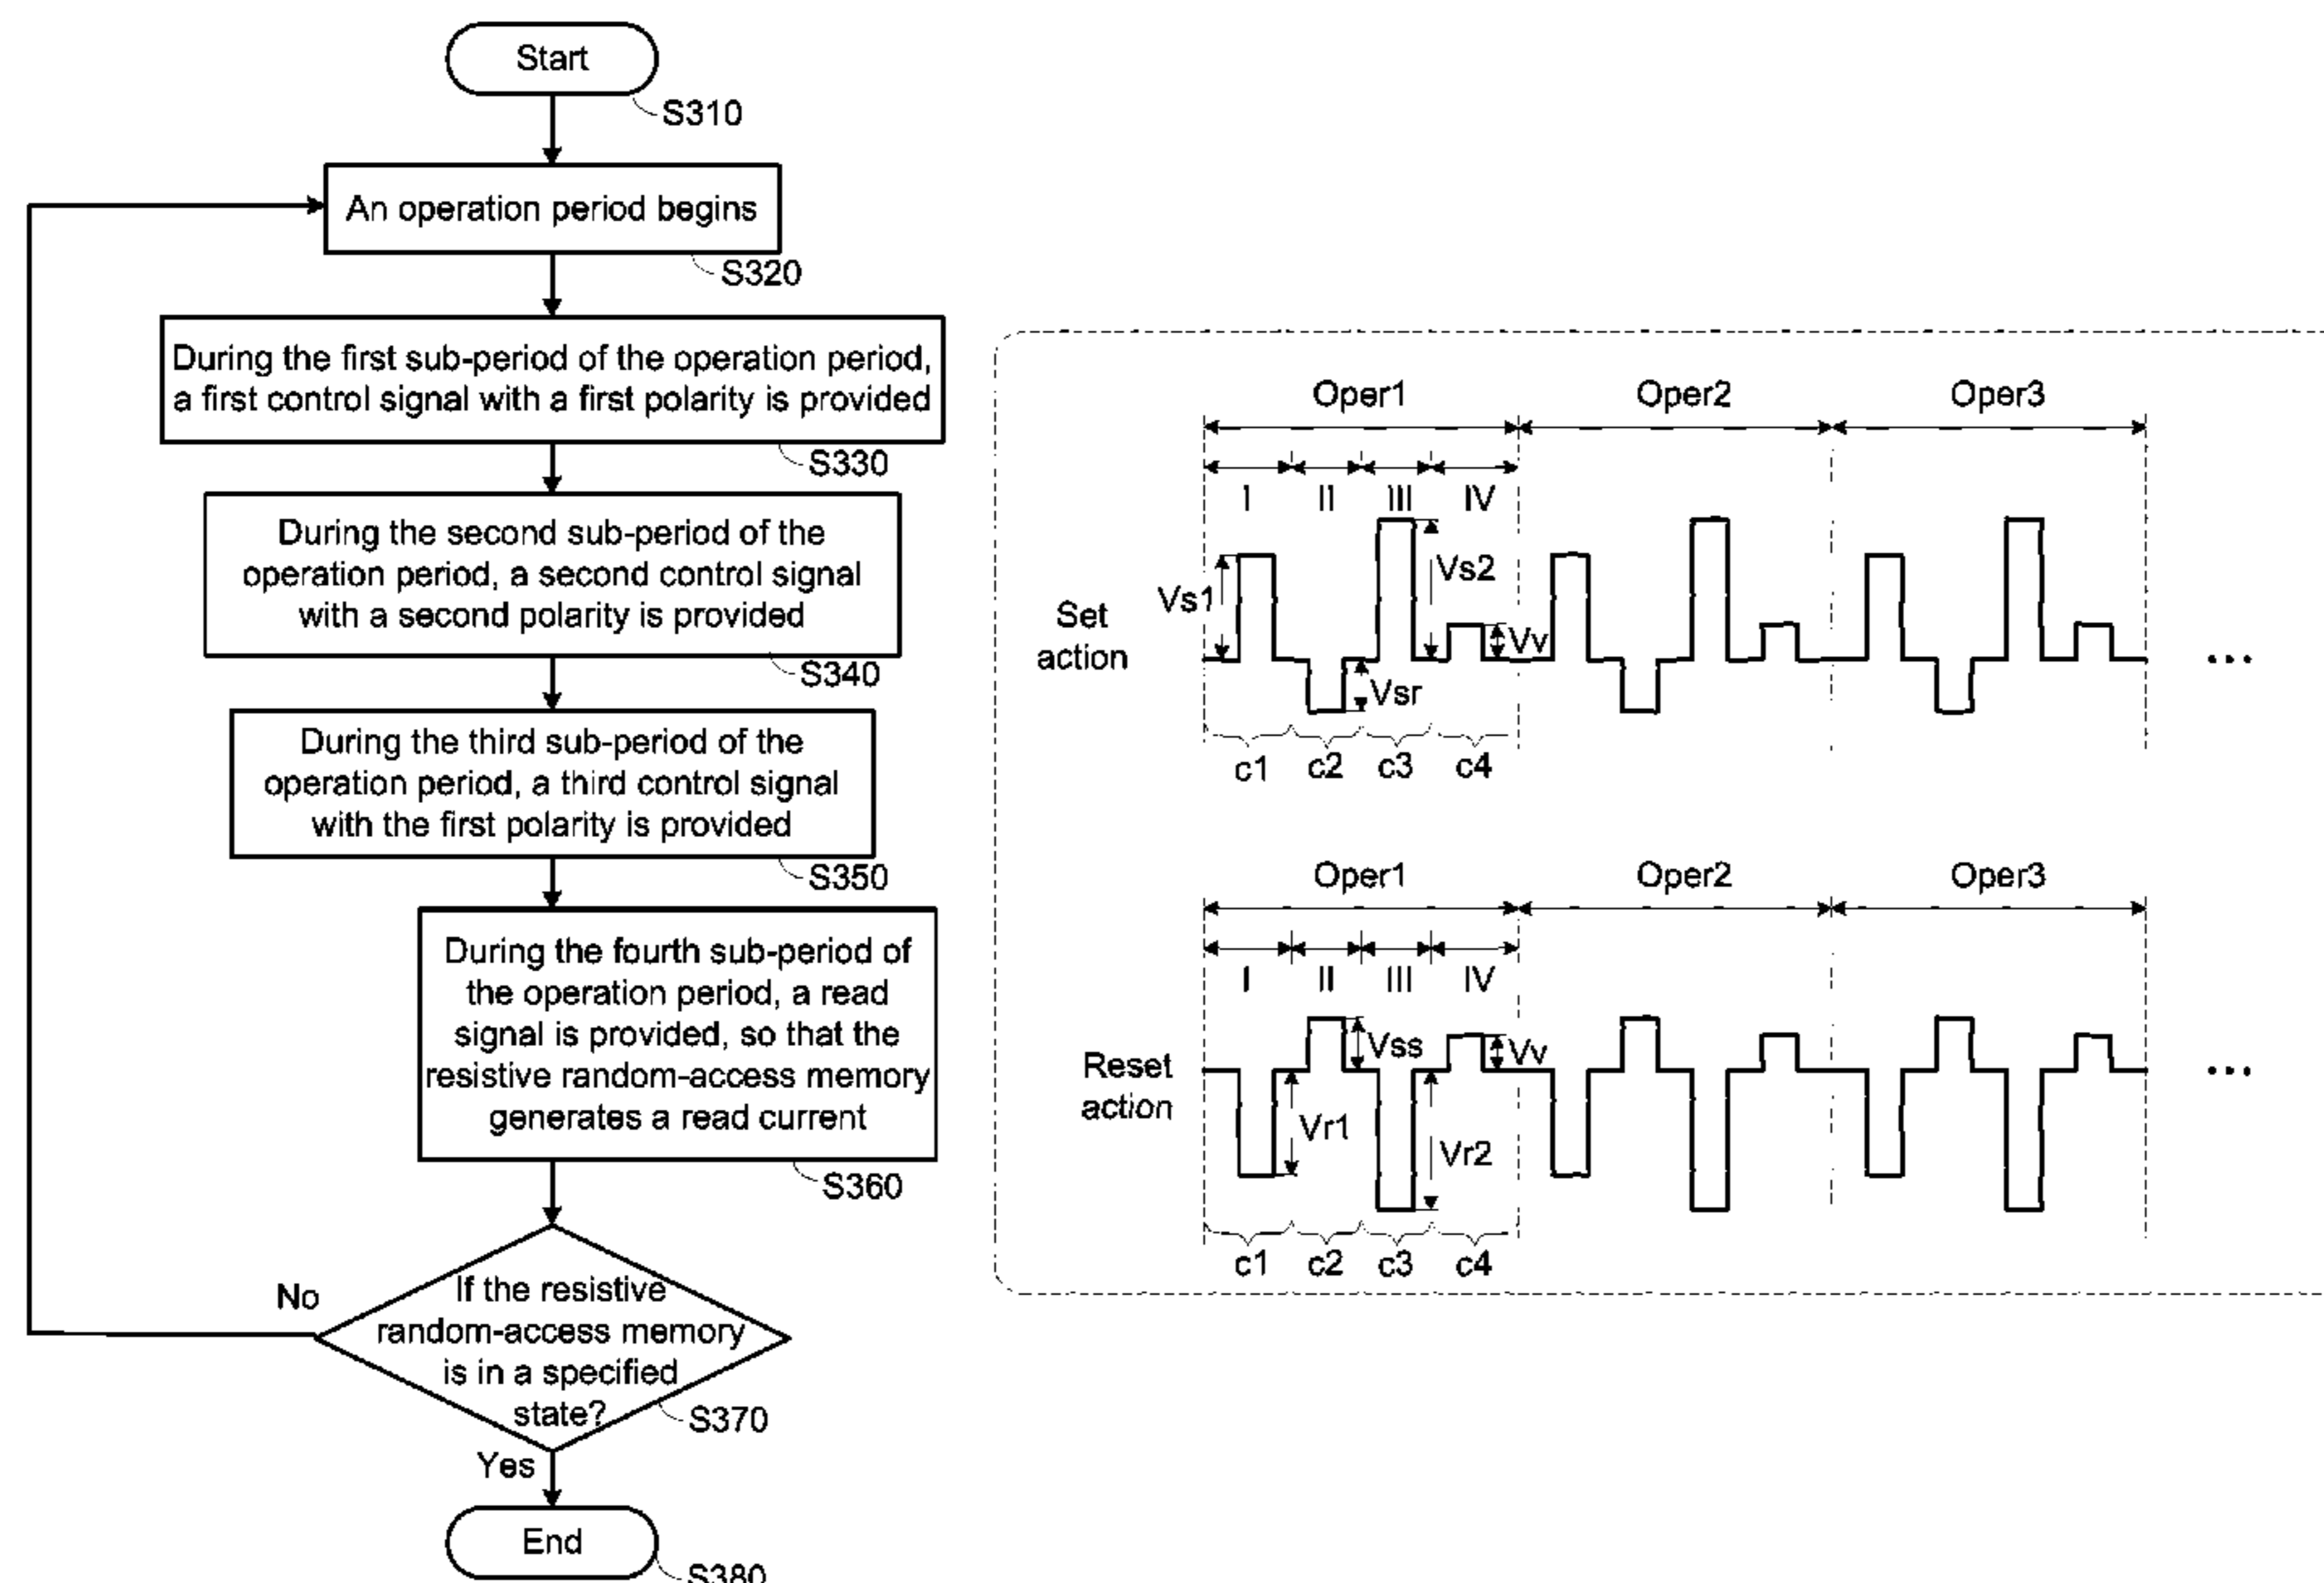 Start
S310
An operation period begins
S320
During the first sub-period of the operation period,
a first control signal with a first polarity is provided
S330
During the second sub-period of the
operation period, a second control signal
with a second polarity is provided
S340
During the third sub-period of the
operation period, a third control signal
with the first polarity is provided
S350
During the fourth sub-period of
the operation period, a read
signal is provided, so that the
resistive random-access memory
generates a read current
S360
If the resistive
random-access memory
is in a specified
state?
S370
No
Yes
End
S380
Oper1 Oper2 Oper3
I II III IV
Set
action
Vs1
Vs2
Vv
Vsr
c1 c2 c3 c4
...
Oper1 Oper2 Oper3
I II III IV
Reset
action
Vss
Vv
Vr1
Vr2
c1 c2 c3 c4
...